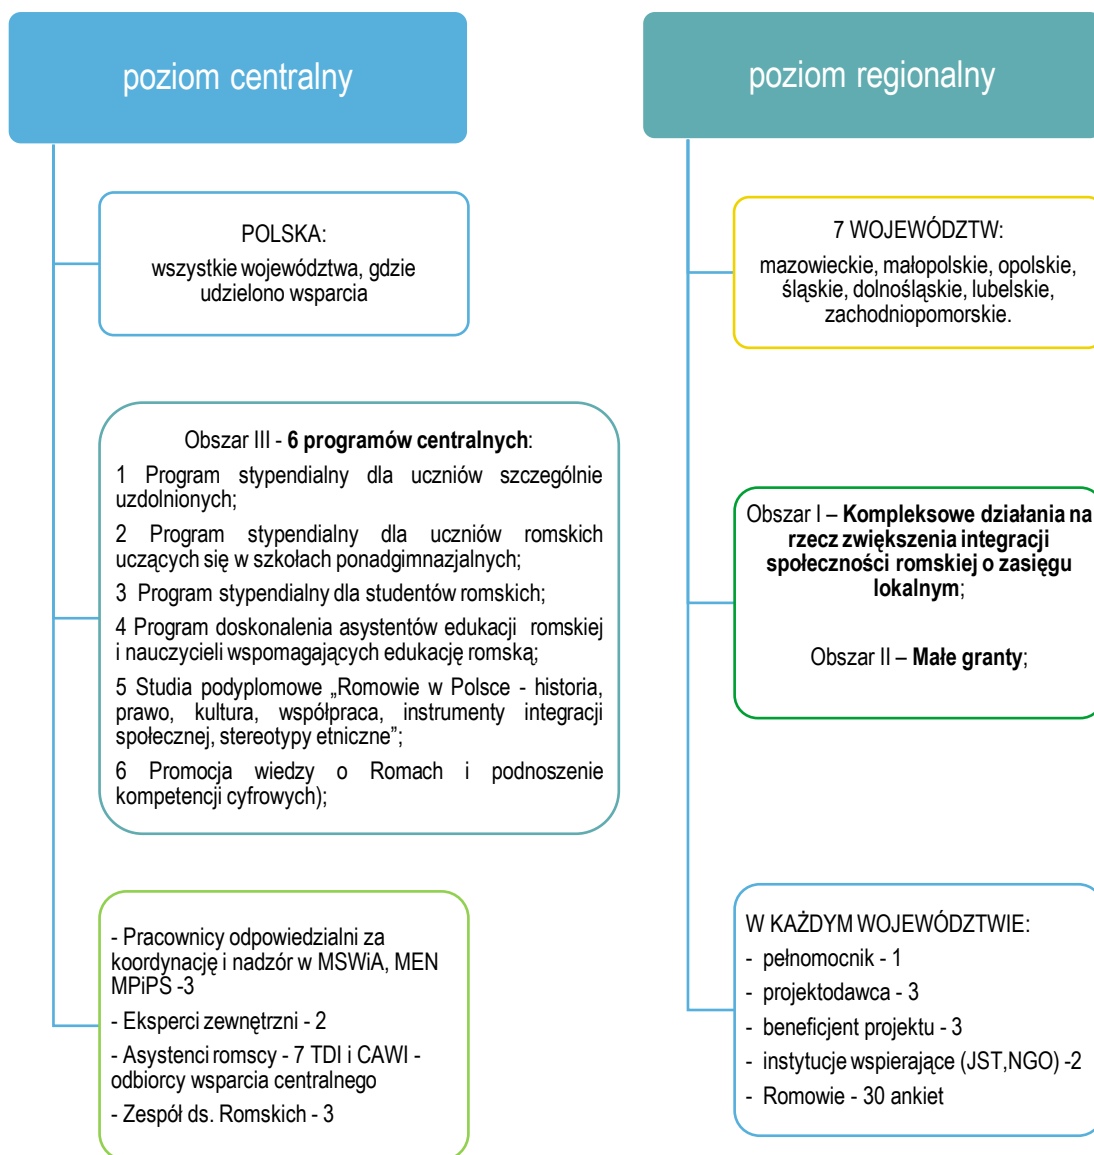 poziom centralny
POLSKA:
wszystkie województwa, gdzie
udzielono wsparcia
Obszar III - 6 programów centralnych:
1 Program stypendialny dla uczniów szczególnie
uzdolnionych;
2 Program stypendialny dla uczniów romskich
uczących się w szkołach ponadgimnazjalnych;
3 Program stypendialny dla studentów romskich;
4 Program doskonalenia asystentów edukacji romskiej
i nauczycieli wspomagających edukację romską;
5 Studia podyplomowe „Romowie w Polsce - historia,
prawo, kultura, współpraca, instrumenty integracji
społecznej, stereotypy etniczne”;
6 Promocja wiedzy o Romach i podnoszenie
kompetencji cyfrowych);
- Pracownicy odpowiedzialni za
koordynację i nadzór w MSWiA, MEN
MPiPS -3
- Eksperci zewnętrzni - 2
- Asystenci romscy - 7 TDI i CAWI -
odbiorcy wsparcia centralnego
- Zespół ds. Romskich - 3
poziom regionalny
7 WOJEWÓDZTW:
mazowieckie, małopolskie, opolskie,
śląskie, dolnośląskie, lubelskie,
zachodniopomorskie.
Obszar I – Kompleksowe działania na
rzecz zwiększenia integracji
społeczności romskiej o zasięgu
lokalnym;
Obszar II – Małe granty;
W KAŻDYM WOJEWÓDZTWIE:
- pełnomocnik - 1
- projektodawca - 3
- beneficjent projektu - 3
- instytucje wspierające (JST,NGO) -2
- Romowie - 30 ankiet